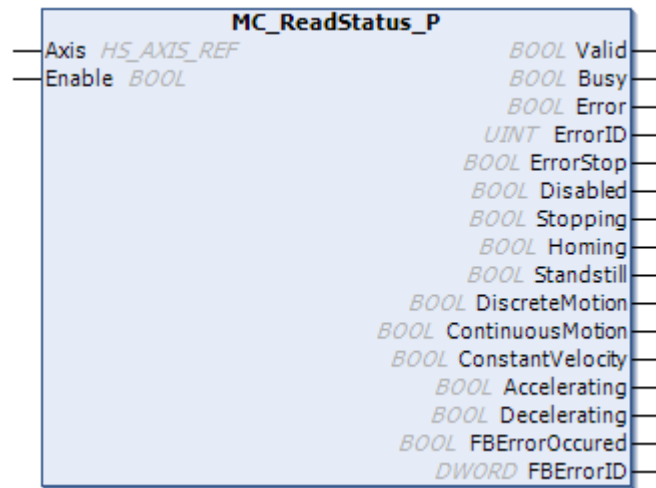 MC_ReadStatus_P
Axis HS_AXIS_REF BOOL Valid
Enable BOOL BOOL Busy
BOOL Error
UINT ErrorID
BOOL ErrorStop
BOOL Disabled
BOOL Stopping
BOOL Homing
BOOL Standstill
BOOL DiscreteMotion
BOOL ContinuousMotion
BOOL ConstantVelocity
BOOL Accelerating
BOOL Decelerating
BOOL FBErrorOccured
DWORD FBErrorID